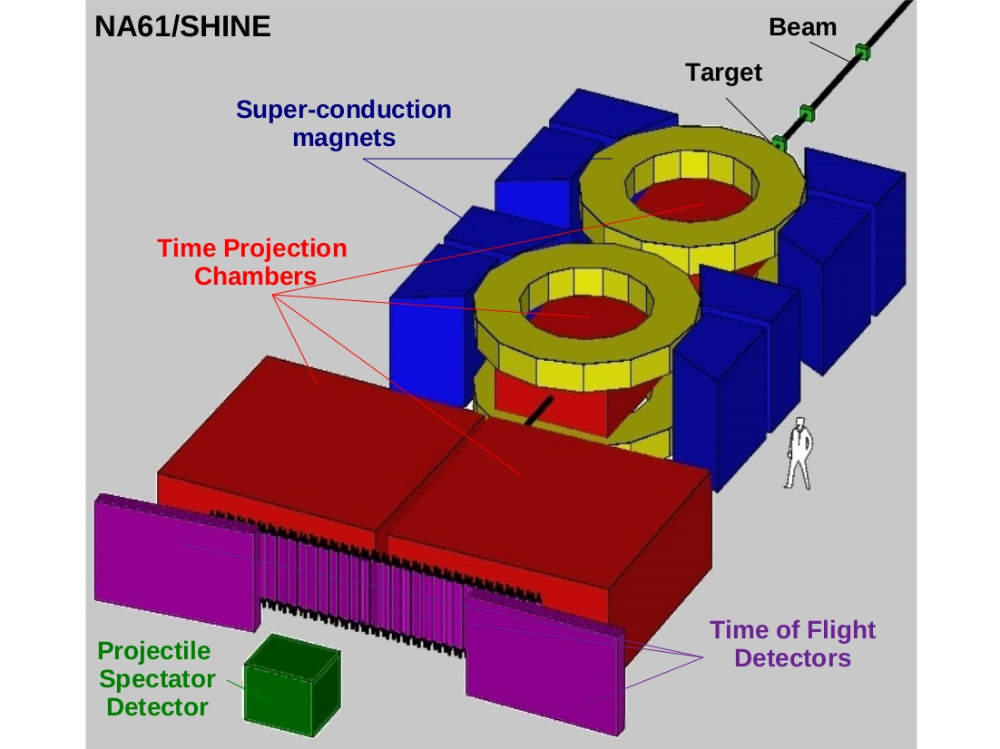 NA61/SHINE
Beam
Target
Super-conduction
magnets
Time Projection
Chambers
Time of Flight
Detectors
Projectile
Spectator
Detector